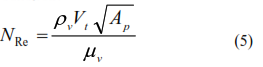 N_Re = ρ_v V_t √A_p / μ_v (5)